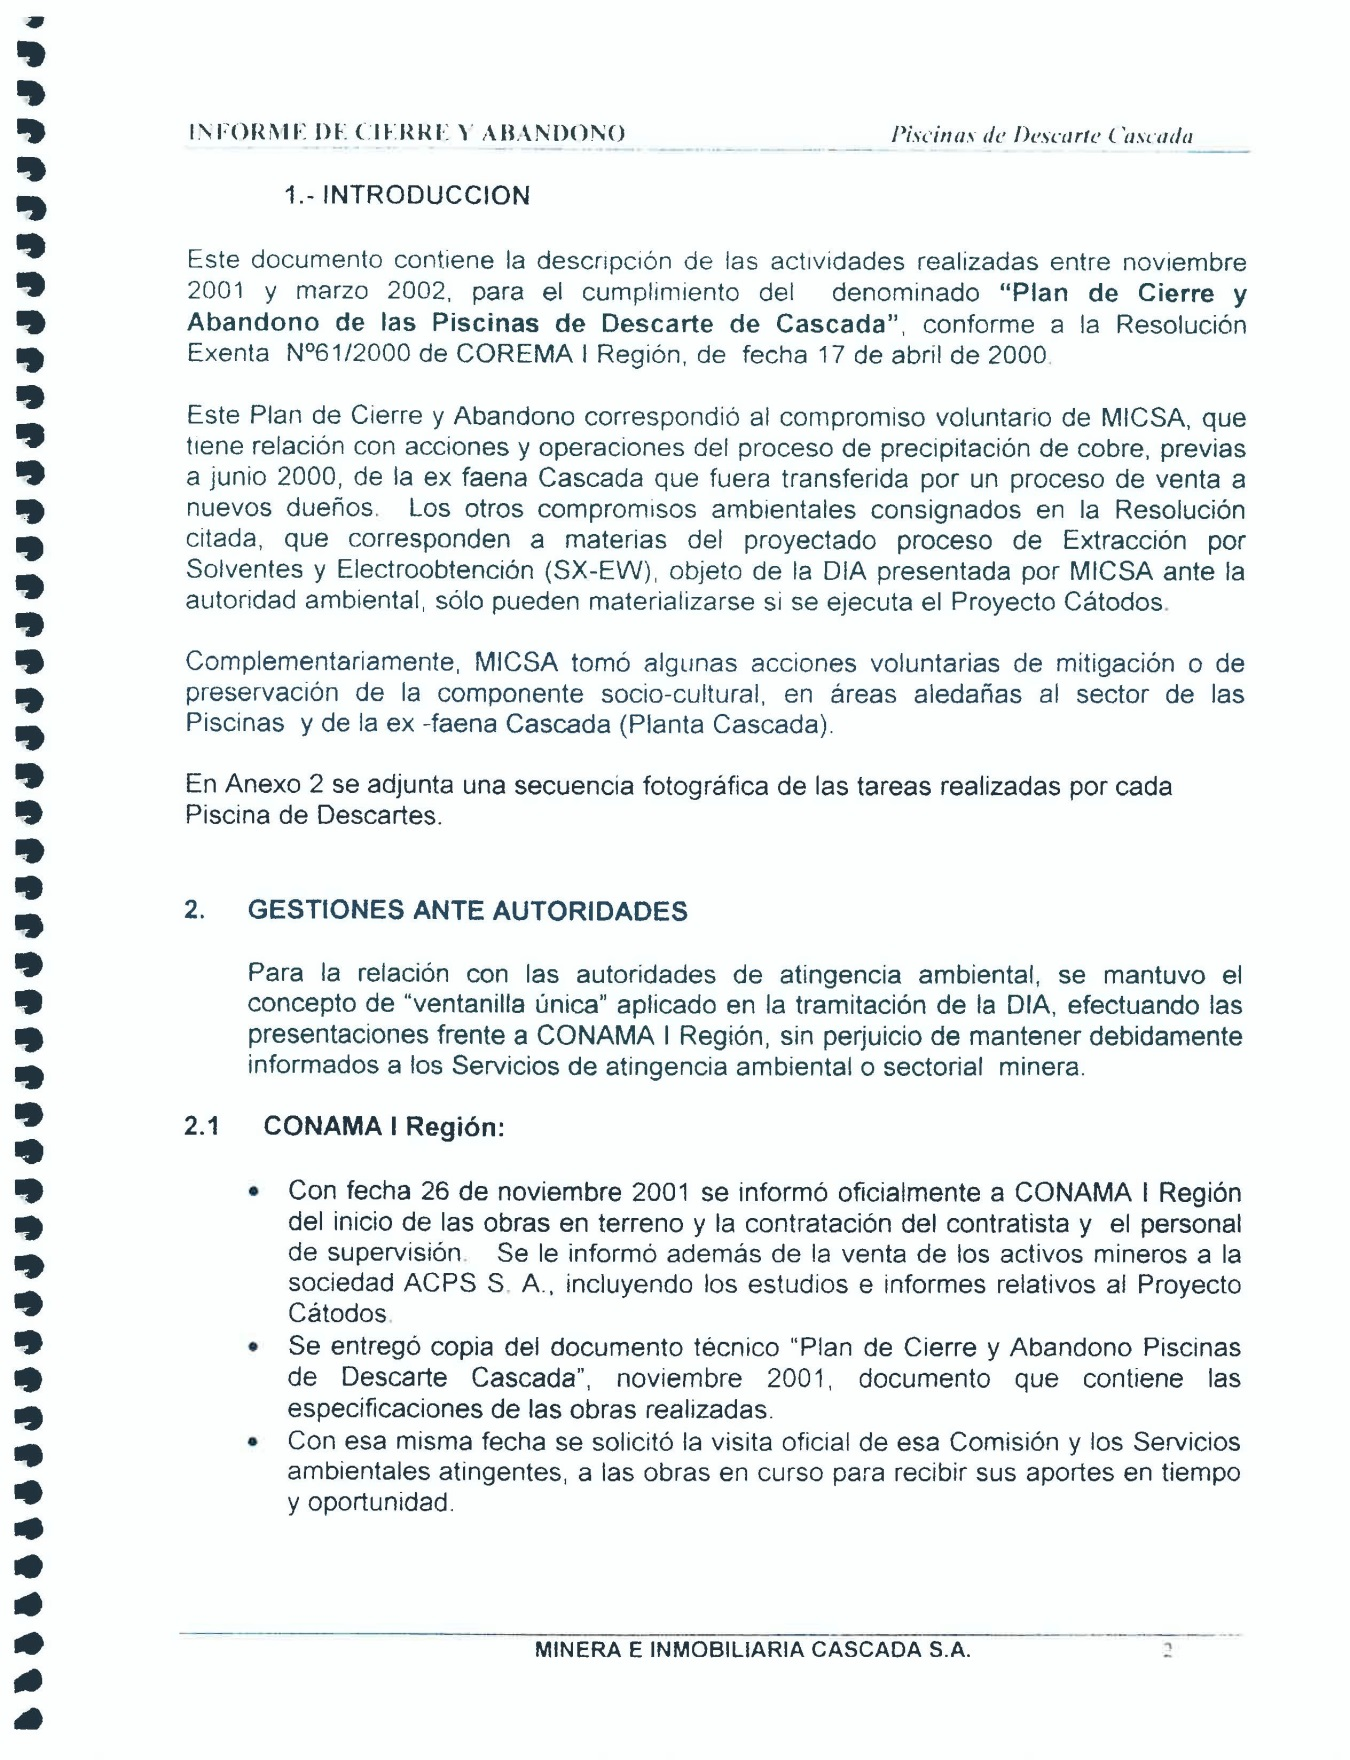 INFORME DE CIERRE Y ABANDONO Piscinas de Descarte Cascada
1.- INTRODUCCION
Este documento contiene la descripción de las actividades realizadas entre noviembre
2001 y marzo 2002, para el cumplimiento del denominado “Plan de Cierre y
Abandono de las Piscinas de Descarte de Cascada”, conforme a la Resolución
Exenta Nº61/2000 de COREMA I Región, de fecha 17 de abril de 2000.
Este Plan de Cierre y Abandono correspondió al compromiso voluntario de MICSA, que
tiene relación con acciones y operaciones del proceso de precipitación de cobre, previas
a junio 2000, de la ex faena Cascada que fuera transferida por un proceso de venta a
nuevos dueños. Los otros compromisos ambientales consignados en la Resolución
citada, que corresponden a materias del proyectado proceso de Extracción por
Solventes y Electroobtención (SX-EW), objeto de la DIA presentada por MICSA ante la
autoridad ambiental, sólo pueden materializarse si se ejecuta el Proyecto Cátodos.
Complementariamente, MICSA tomó algunas acciones voluntarias de mitigación o de
preservación de la componente socio-cultural, en áreas aledañas al sector de las
Piscinas y de la ex -faena Cascada (Planta Cascada).
En Anexo 2 se adjunta una secuencia fotográfica de las tareas realizadas por cada
Piscina de Descartes.
2. GESTIONES ANTE AUTORIDADES
Para la relación con las autoridades de atingencia ambiental, se mantuvo el
concepto de “ventanilla única” aplicado en la tramitación de la DIA, efectuando las
presentaciones frente a CONAMA I Región, sin perjuicio de mantener debidamente
informados a los Servicios de atingencia ambiental o sectorial minera.
2.1 CONAMA I Región:
• Con fecha 26 de noviembre 2001 se informó oficialmente a CONAMA I Región
del inicio de las obras en terreno y la contratación del contratista y el personal
de supervisión. Se le informó además de la venta de los activos mineros a la
sociedad ACPS S. A., incluyendo los estudios e informes relativos al Proyecto
Cátodos.
• Se entregó copia del documento técnico “Plan de Cierre y Abandono Piscinas
de Descarte Cascada”, noviembre 2001, documento que contiene las
especificaciones de las obras realizadas.
• Con esa misma fecha se solicitó la visita oficial de esa Comisión y los Servicios
ambientales atingentes, a las obras en curso para recibir sus aportes en tiempo
y oportunidad.
MINERA E INMOBILIARIA CASCADA S.A. 2